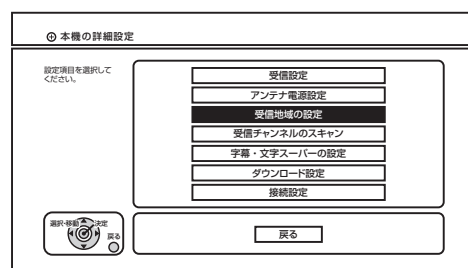 本機の詳細設定
設定項目を選択して
ください。
受信設定
アンテナ電源設定
受信地域の設定
受信チャンネルのスキャン
字幕・文字スーパーの設定
ダウンロード設定
接続設定
選択・移動
決定
戻る
戻る